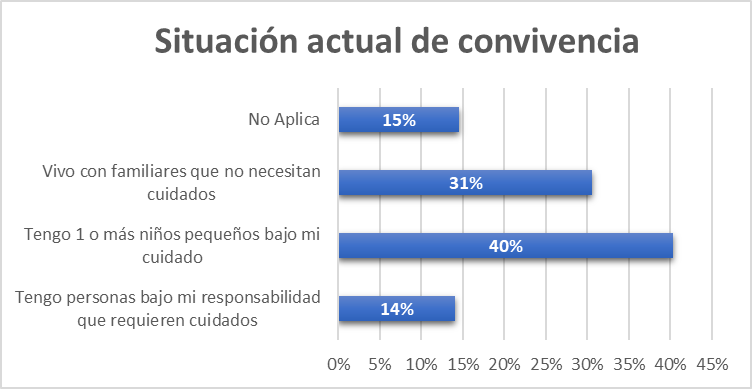 Situación actual de convivencia
No Aplica
15%
Vivo con familiares que no necesitan
cuidados
31%
Tengo 1 o más niños pequeños bajo mi
cuidado
40%
Tengo personas bajo mi responsabilidad
que requieren cuidados
14%
0% 5% 10% 15% 20% 25% 30% 35% 40% 45%